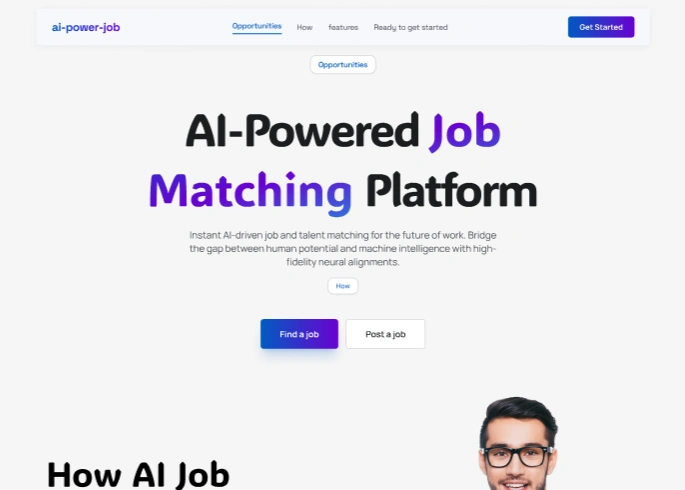 ai-power-job
Opportunities
How
features
Ready to get started
Get Started
Opportunities
AI-Powered Job
Matching Platform
Instant AI-driven job and talent matching for the future of work. Bridge
the gap between human potential and machine intelligence with high-
fidelity neural alignments.
How
Find a job
Post a job
How AI Job